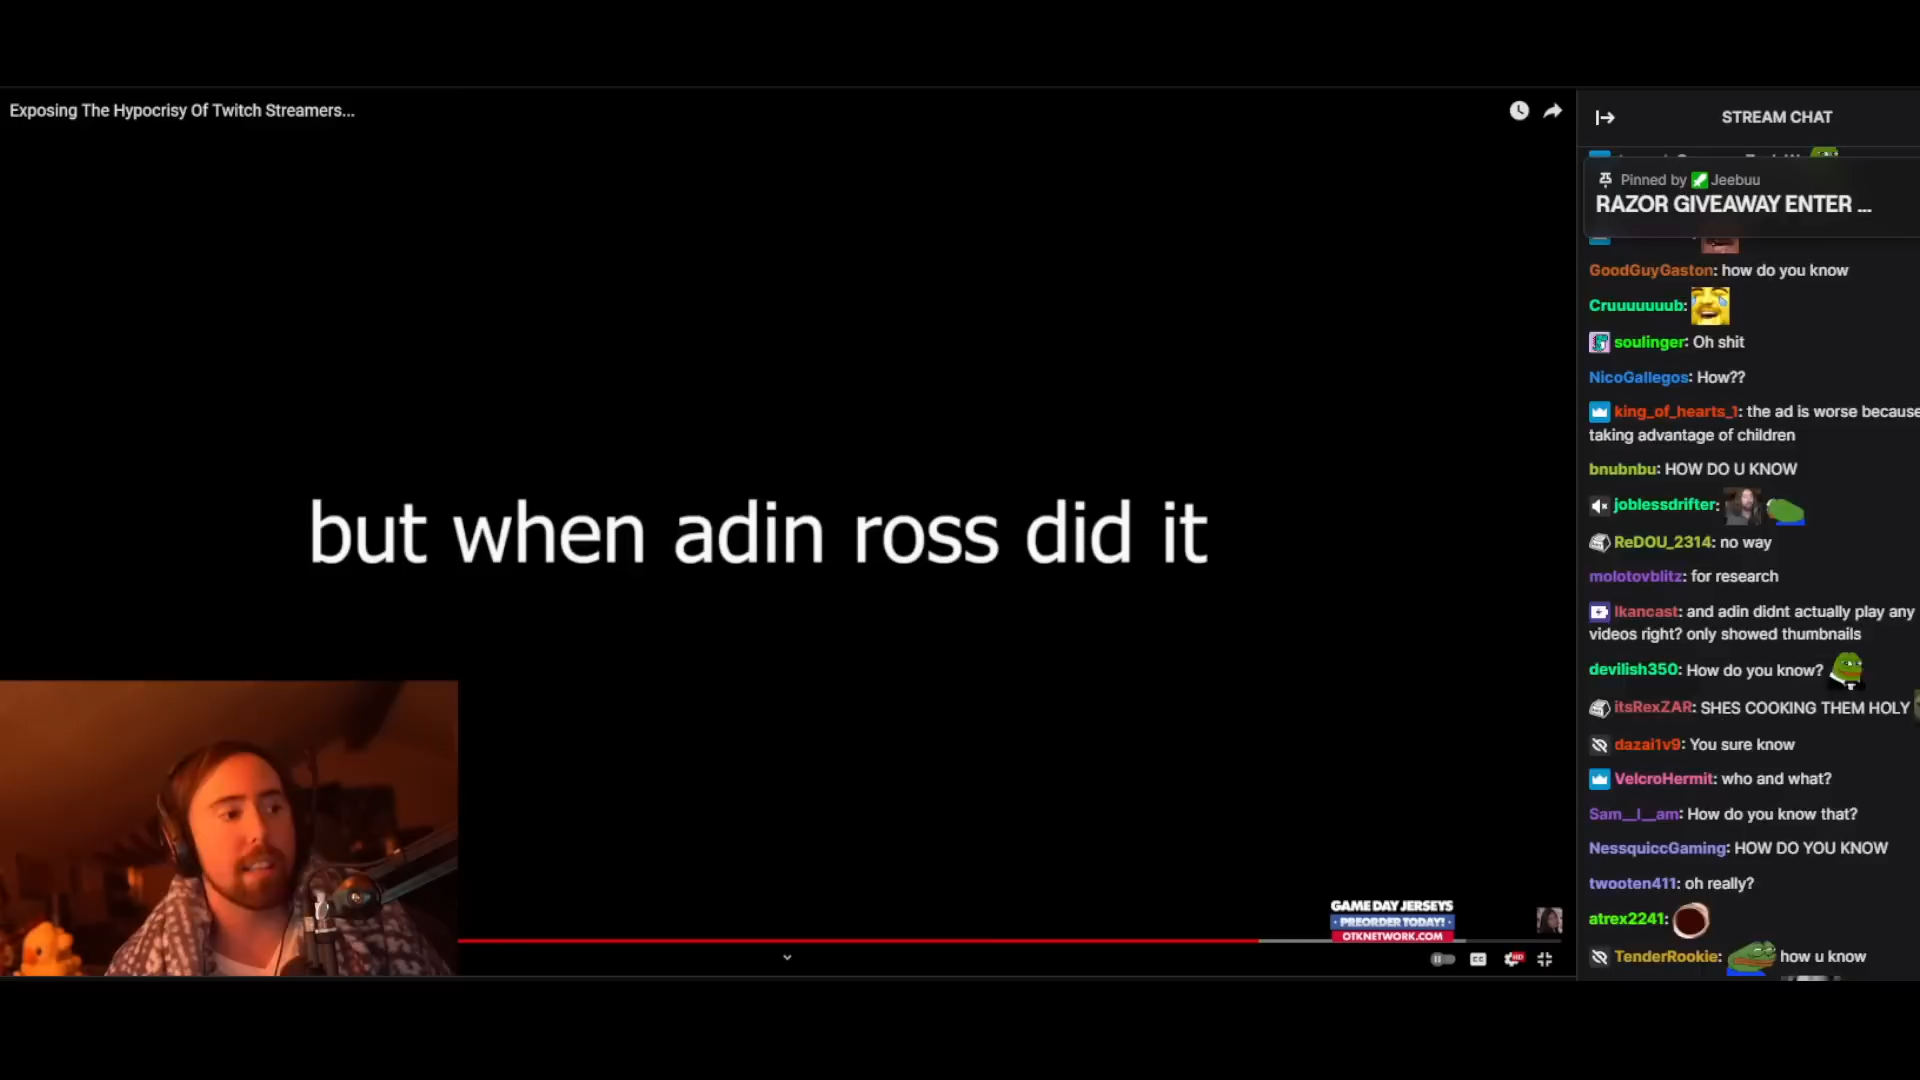 Exposing The Hypocrisy Of Twitch Streamers...
but when adin ross did it
GAME DAY JERSEYS
· PREORDER TODAY! ·
OTKNETWORK.COM
CC
HD
STREAM CHAT
Pinned by Jeebuu
RAZOR GIVEAWAY ENTER ...
GoodGuyGaston: how do you know
Cruuuuuuub:
soulinger: Oh shit
NicoGallegos: How??
king_of_hearts_1: the ad is worse because
taking advantage of children
bnubnbu: HOW DO U KNOW
joblessdrifter:
ReDOU_2314: no way
molotovblitz: for research
lkancast: and adin didnt actually play any
videos right? only showed thumbnails
devilish350: How do you know?
itsRexZAR: SHES COOKING THEM HOLY
dazai1v9: You sure know
VelcroHermit: who and what?
Sam__I__am: How do you know that?
NessquiccGaming: HOW DO YOU KNOW
twooten411: oh really?
atrex2241:
TenderRookie: how u know